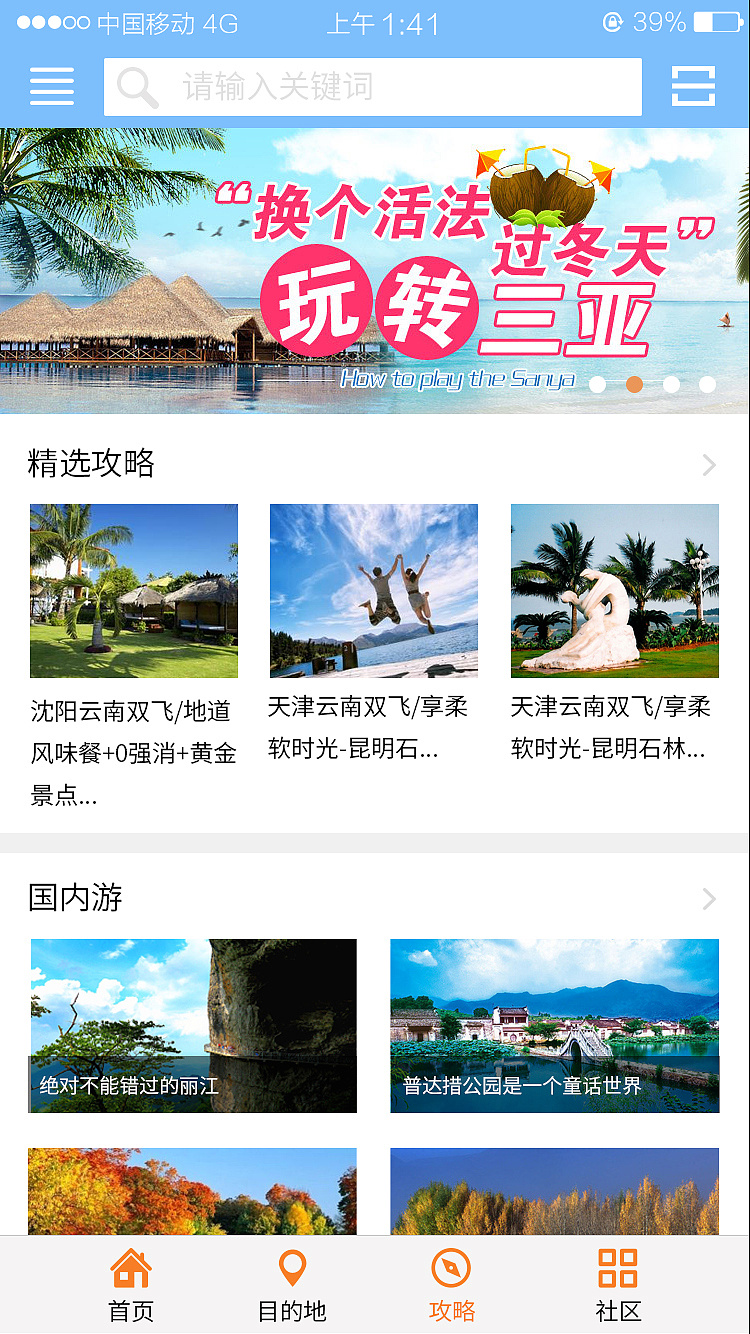 中国移动 4G 上午1:41 39%
请输入关键词
“换个活法
过冬天”
玩转三亚
How to play the Sanya
精选攻略
沈阳云南双飞/地道
风味餐+0强消+黄金
景点...
天津云南双飞/享柔
软时光-昆明石...
天津云南双飞/享柔
软时光-昆明石林...
国内游
绝对不能错过的丽江
普达措公园是一个童话世界
首页 目的地 攻略 社区